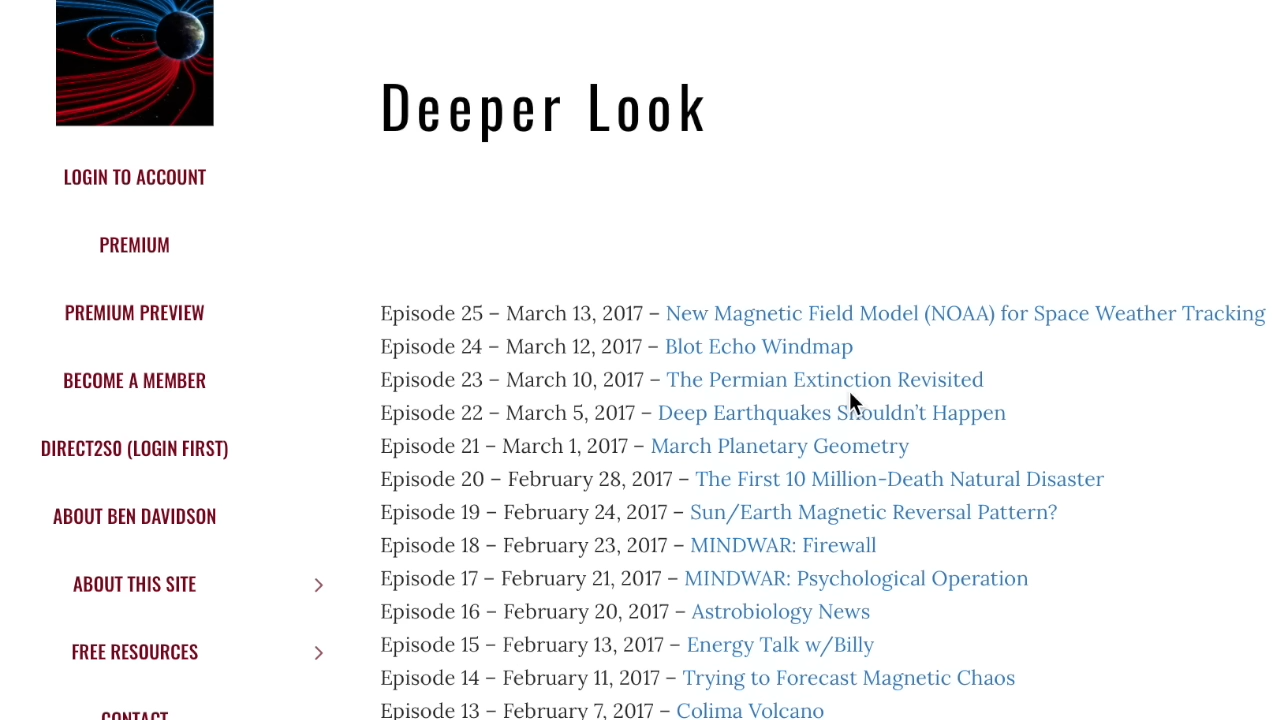 Deeper Look
LOGIN TO ACCOUNT
PREMIUM
PREMIUM PREVIEW
BECOME A MEMBER
DIRECT2S0 (LOGIN FIRST)
ABOUT BEN DAVIDSON
ABOUT THIS SITE
FREE RESOURCES
CONTACT
Episode 25 – March 13, 2017 – New Magnetic Field Model (NOAA) for Space Weather Tracking
Episode 24 – March 12, 2017 – Blot Echo Windmap
Episode 23 – March 10, 2017 – The Permian Extinction Revisited
Episode 22 – March 5, 2017 – Deep Earthquakes Shouldn’t Happen
Episode 21 – March 1, 2017 – March Planetary Geometry
Episode 20 – February 28, 2017 – The First 10 Million-Death Natural Disaster
Episode 19 – February 24, 2017 – Sun/Earth Magnetic Reversal Pattern?
Episode 18 – February 23, 2017 – MINDWAR: Firewall
Episode 17 – February 21, 2017 – MINDWAR: Psychological Operation
Episode 16 – February 20, 2017 – Astrobiology News
Episode 15 – February 13, 2017 – Energy Talk w/Billy
Episode 14 – February 11, 2017 – Trying to Forecast Magnetic Chaos
Episode 13 – February 7, 2017 – Colima Volcano